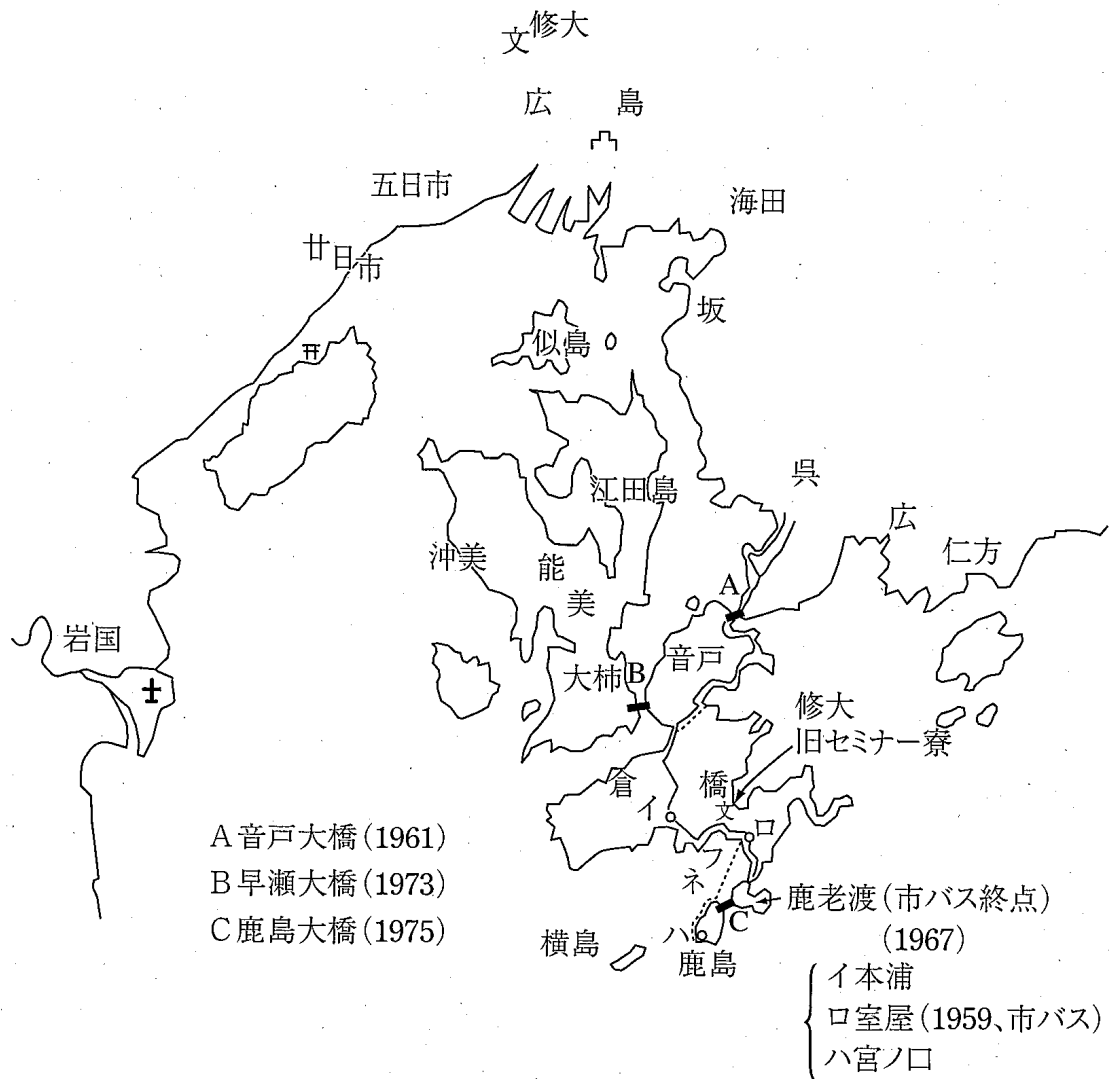 文修大
広島
五日市
海田
廿日市
坂
似島
呉
江田島
広
仁方
沖美
能美
A
岩国
音戸
大柿
B
修大
旧セミナー寮
倉橋
文
イ
ロ
フネ
A音戸大橋(1961)
B早瀬大橋(1973)
C鹿島大橋(1975)
鹿老渡(市バス終点)
(1967)
C
ハ
横島
鹿島
イ本浦
ロ室屋(1959、市バス)
ハ宮ノ口